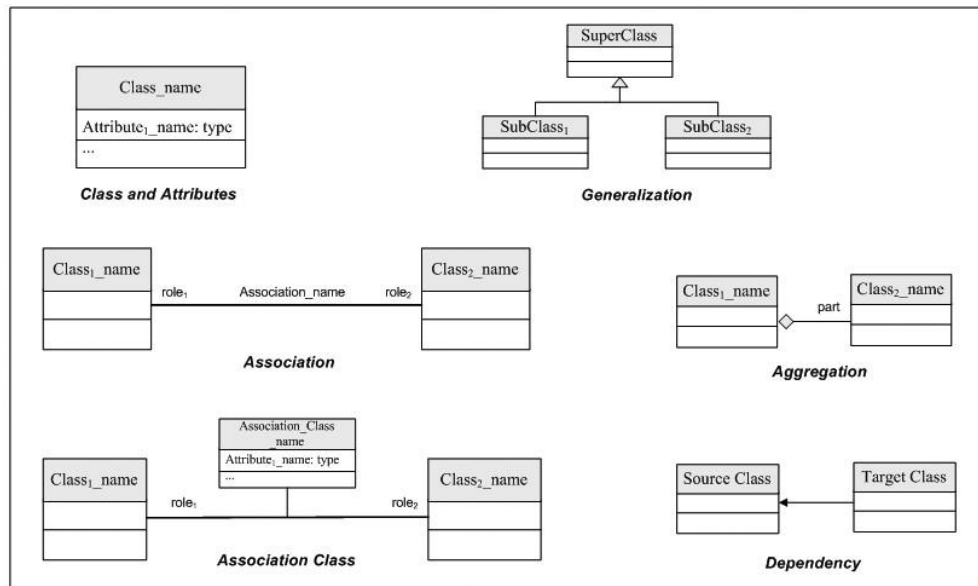 Class_name
Attribute₁_name: type
...
Class and Attributes
SuperClass
SubClass₁
SubClass₂
Generalization
Class₁_name
role₁
Association_name
role₂
Class₂_name
Association
Class₁_name
part
Class₂_name
Aggregation
Association_Class
_name
Attribute₁_name: type
...
Class₁_name
role₁
role₂
Class₂_name
Association Class
Source Class
Target Class
Dependency